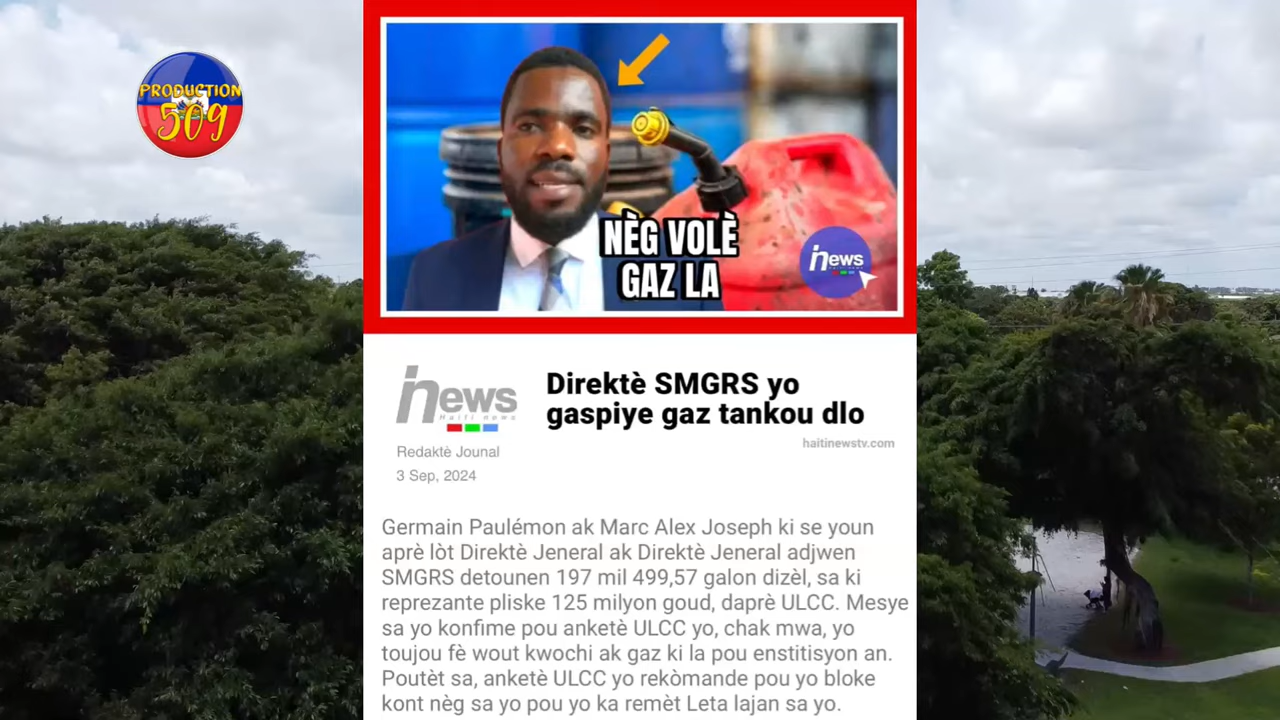 PRODUCTION
509
NÈG VOLÈ
GAZ LA
inews
Haiti news
inews
Haiti news
Direktè SMGRS yo
gaspiye gaz tankou dlo
haitinewstv.com
Redaktè Jounal
3 Sep, 2024
Germain Paulémon ak Marc Alex Joseph ki se youn
aprè lòt Direktè Jeneral ak Direktè Jeneral adjwen
SMGRS detounen 197 mil 499,57 galon dizèl, sa ki
reprezante pliske 125 milyon goud, daprè ULCC. Mesye
sa yo konfime pou anketè ULCC yo, chak mwa, yo
toujou fè wout kwochi ak gaz ki la pou enstitisyon an.
Poutèt sa, anketè ULCC yo rekòmande pou yo bloke
kont nèg sa yo pou yo ka remèt Leta lajan sa yo.